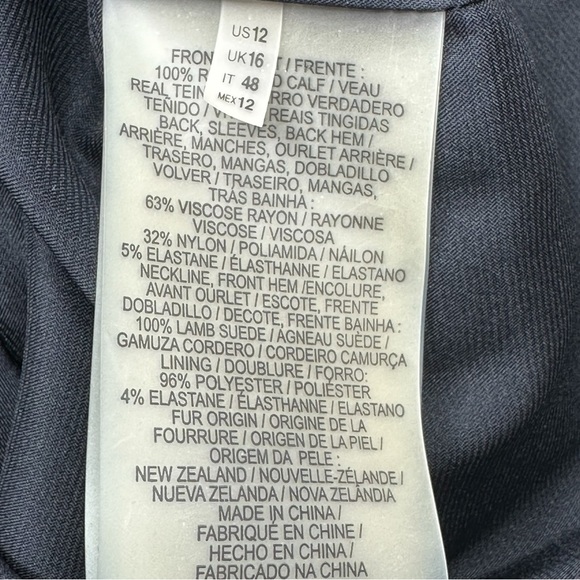 US 12
UK 16
IT 48
MEX 12
FRON / FRENTE :
100% R D CALF / VEAU
REAL TEIN RRO VERDADERO
TEÑIDO / V REAIS TINGIDAS
BACK, SLEEVES, BACK HEM /
ARRIÈRE, MANCHES, OURLET ARRIÈRE /
TRASERO, MANGAS, DOBLADILLO
VOLVER / TRASEIRO, MANGAS,
TRÁS BAINHA :
63% VISCOSE RAYON / RAYONNE
VISCOSE / VISCOSA
32% NYLON / POLIAMIDA / NÁILON
5% ELASTANE / ÉLASTHANNE / ELASTANO
NECKLINE, FRONT HEM /ENCOLURE,
AVANT OURLET / ESCOTE, FRENTE
DOBLADILLO / DECOTE, FRENTE BAINHA :
100% LAMB SUEDE / AGNEAU SUÈDE /
GAMUZA CORDERO / CORDEIRO CAMURÇA
LINING / DOUBLURE / FORRO:
96% POLYESTER / POLIÉSTER
4% ELASTANE / ÉLASTHANNE / ELASTANO
FUR ORIGIN / ORIGINE DE LA
FOURRURE / ORIGEN DE LA PIEL /
ORIGEM DA PELE :
NEW ZEALAND / NOUVELLE-ZÉLANDE /
NUEVA ZELANDA / NOVA ZELÂNDIA
MADE IN CHINA /
FABRIQUÉ EN CHINE /
HECHO EN CHINA /
FABRICADO NA CHINA